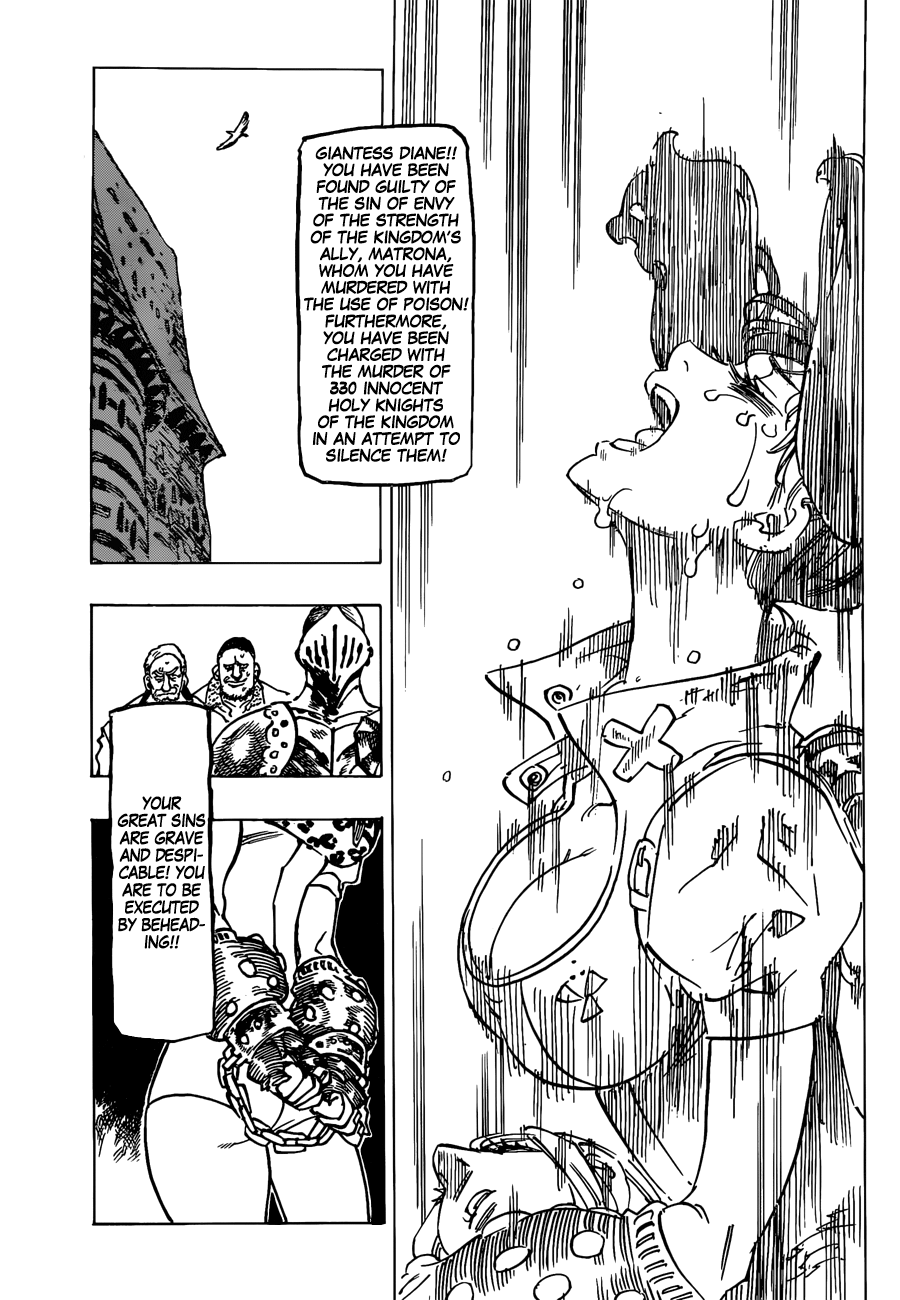 GIANTESS DIANE!!
YOU HAVE BEEN
FOUND GUILTY OF
THE SIN OF ENVY
OF THE STRENGTH
OF THE KINGDOM'S
ALLY, MATRONA,
WHOM YOU HAVE
MURDERED WITH
THE USE OF POISON!
FURTHERMORE,
YOU HAVE BEEN
CHARGED WITH
THE MURDER OF
330 INNOCENT
HOLY KNIGHTS
OF THE KINGDOM
IN AN ATTEMPT TO
SILENCE THEM!
YOUR
GREAT SINS
ARE GRAVE
AND DESPI-
CABLE! YOU
ARE TO BE
EXECUTED
BY BEHEAD-
ING!!